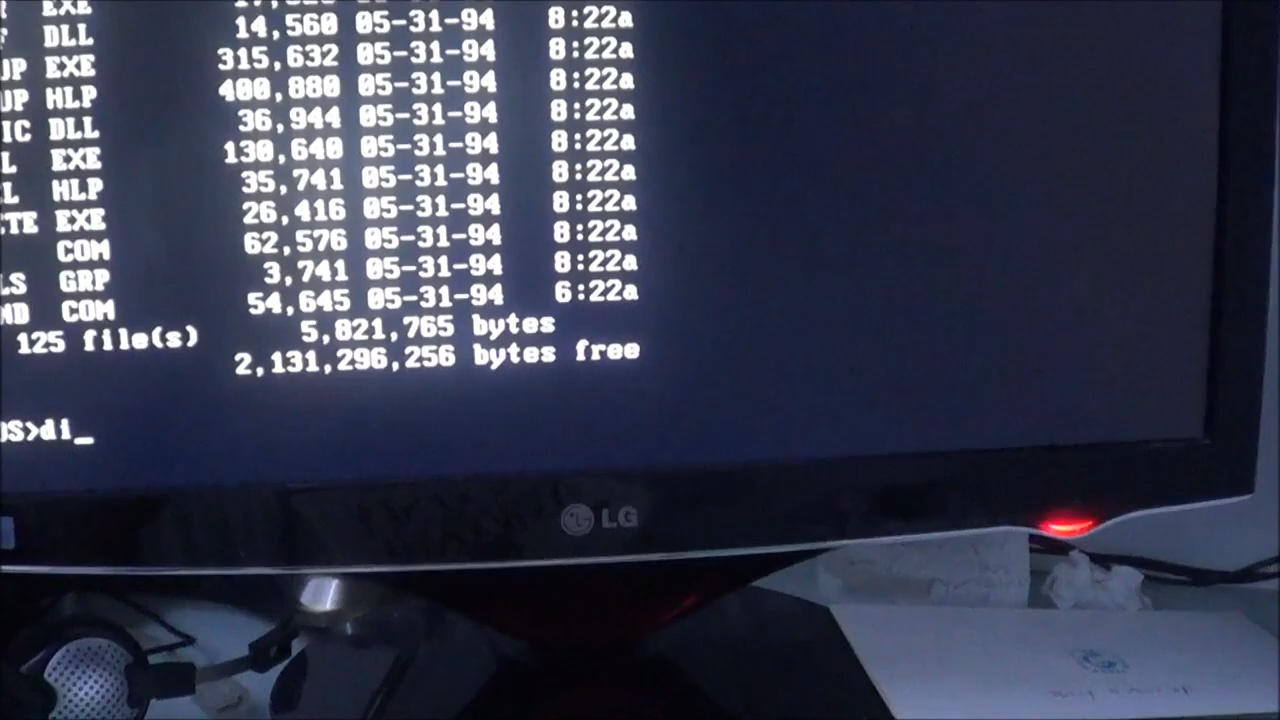 EXE
DLL 14,560 05-31-94 8:22a
UP EXE 315,632 05-31-94 8:22a
UP HLP 400,880 05-31-94 8:22a
IC DLL 36,944 05-31-94 8:22a
L EXE 130,640 05-31-94 8:22a
EL HLP 35,741 05-31-94 8:22a
ETE EXE 26,416 05-31-94 8:22a
COM 62,576 05-31-94 8:22a
LS GRP 3,741 05-31-94 8:22a
ND COM 54,645 05-31-94 6:22a
125 file(s) 5,821,765 bytes
2,131,296,256 bytes free
OS>di_
LG